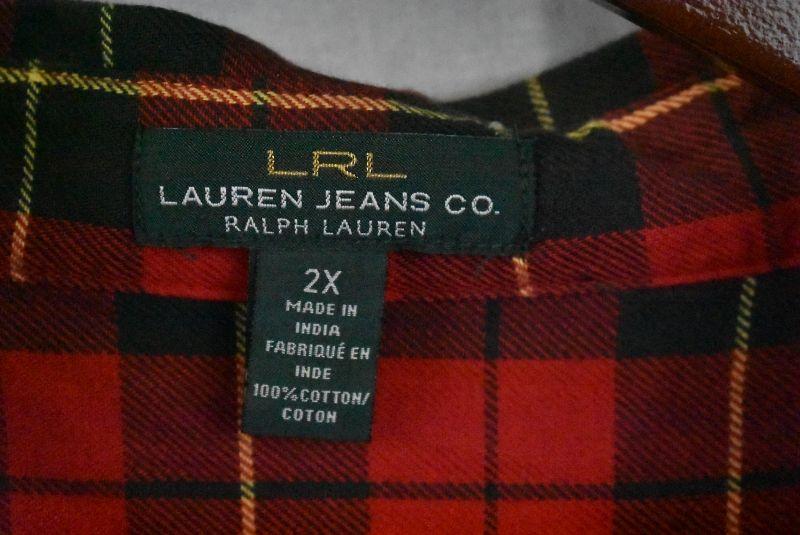 LRL
LAUREN JEANS CO.
RALPH LAUREN
2X
MADE IN
INDIA
FABRIQUÉ EN
INDE
100% COTTON/
COTON